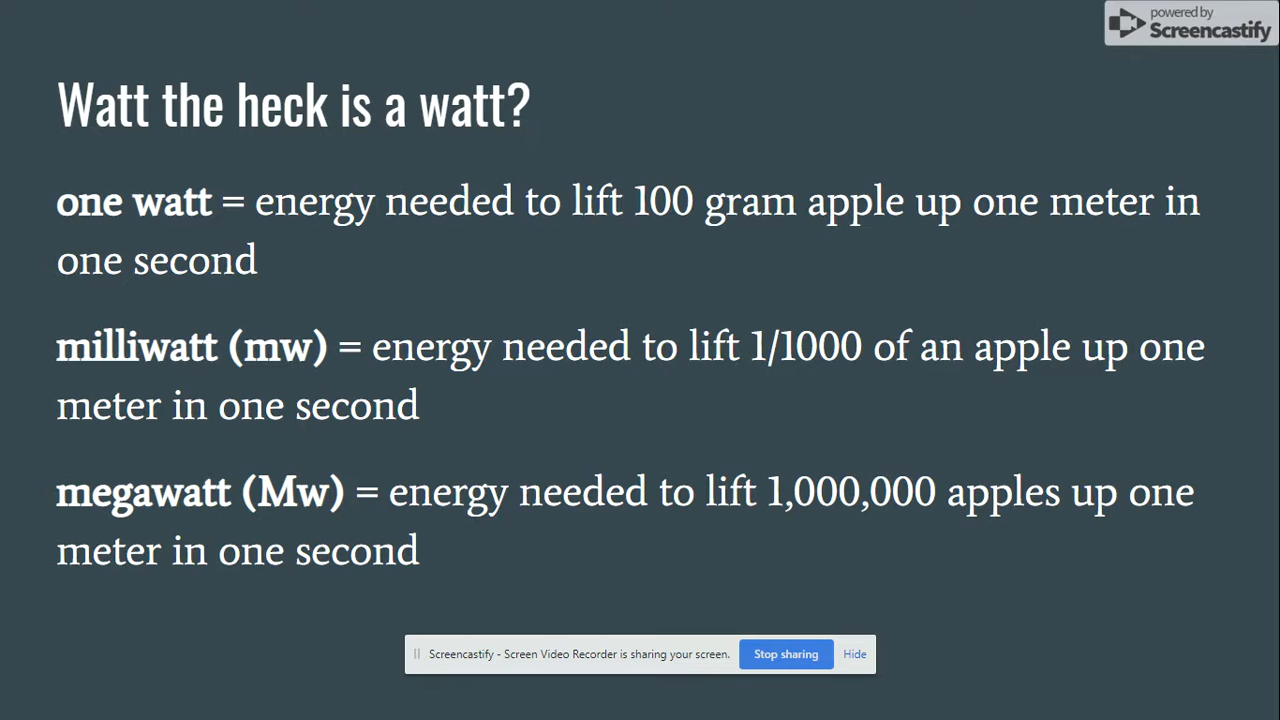 powered by
Screencastify
Watt the heck is a watt?
one watt = energy needed to lift 100 gram apple up one meter in
one second
milliwatt (mw) = energy needed to lift 1/1000 of an apple up one
meter in one second
megawatt (Mw) = energy needed to lift 1,000,000 apples up one
meter in one second
Screencastify - Screen Video Recorder is sharing your screen. Stop sharing Hide